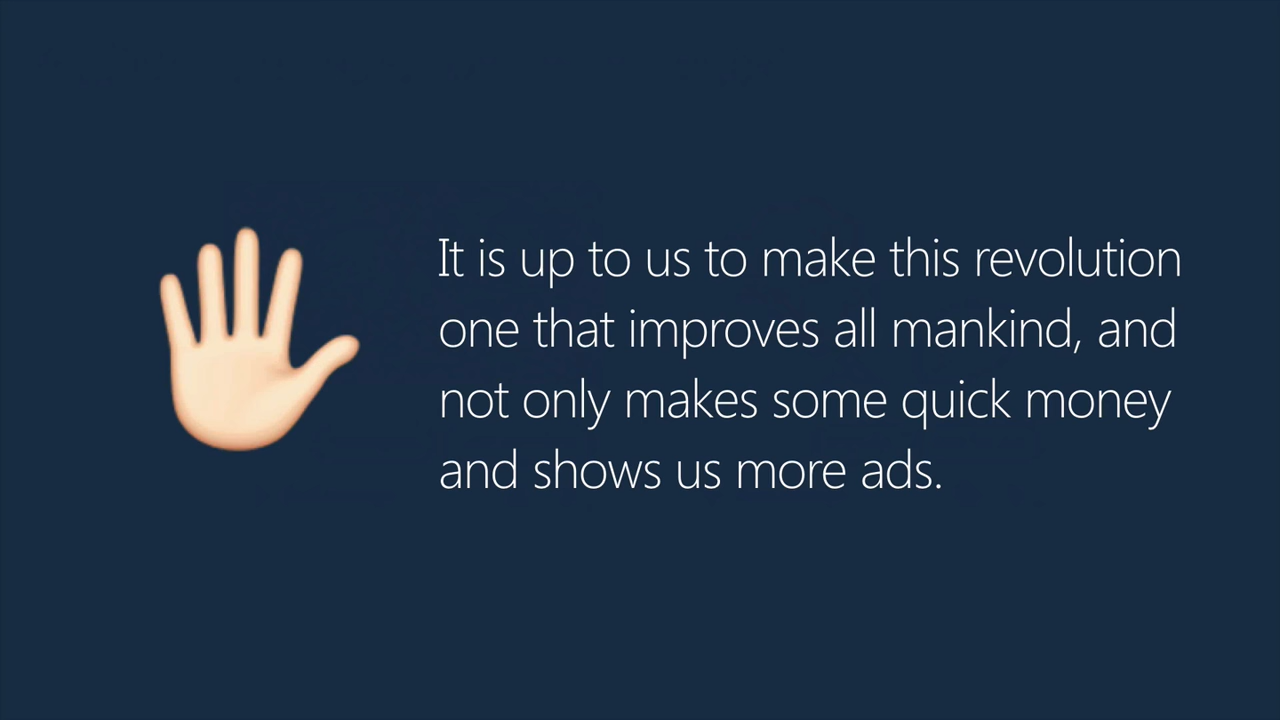 It is up to us to make this revolution
one that improves all mankind, and
not only makes some quick money
and shows us more ads.